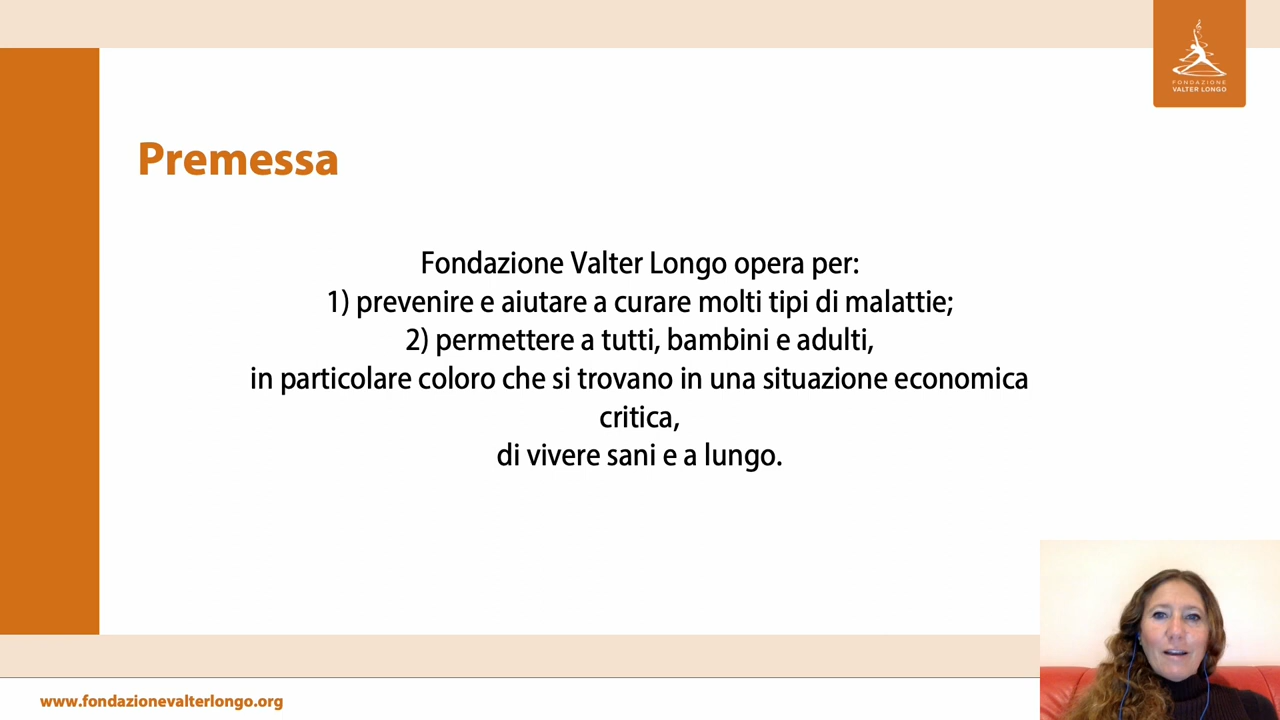 FONDAZIONE
VALTER LONGO
Premessa
Fondazione Valter Longo opera per:
1) prevenire e aiutare a curare molti tipi di malattie;
2) permettere a tutti, bambini e adulti,
in particolare coloro che si trovano in una situazione economica
critica,
di vivere sani e a lungo.
www.fondazionevalterlongo.org